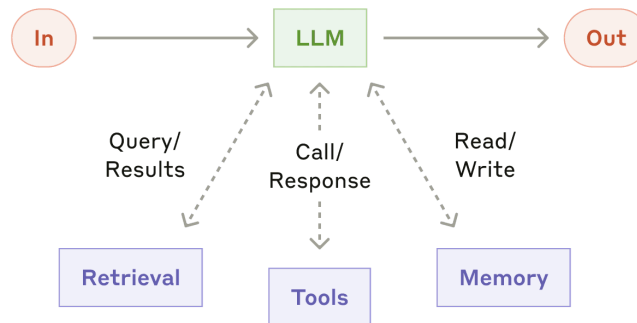 In
LLM
Out
Query/
Results
Call/
Response
Read/
Write
Retrieval
Tools
Memory